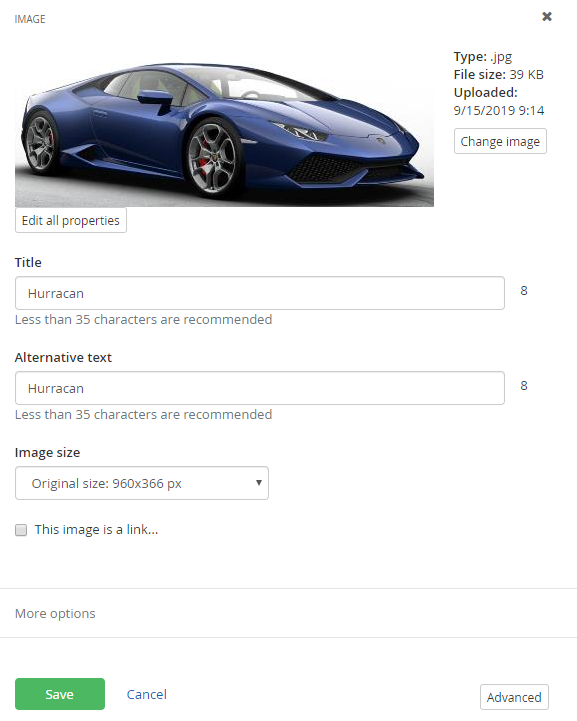 IMAGE
Type: .jpg
File size: 39 KB
Uploaded:
9/15/2019 9:14
Change image
Edit all properties
Title
Hurracan
8
Less than 35 characters are recommended
Alternative text
Hurracan
8
Less than 35 characters are recommended
Image size
Original size: 960x366 px
This image is a link...
More options
Save
Cancel
Advanced